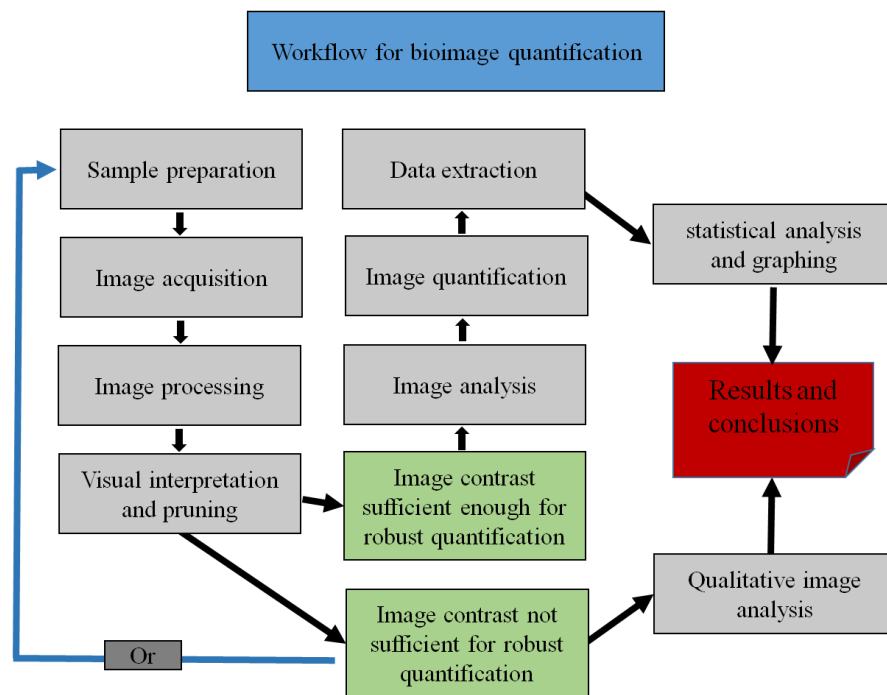 Workflow for bioimage quantification
Sample preparation
Image acquisition
Image processing
Visual interpretation
and pruning
Data extraction
Image quantification
Image analysis
Image contrast
sufficient enough for
robust quantification
Image contrast not
sufficient for robust
quantification
Or
statistical analysis
and graphing
Results and
conclusions
Qualitative image
analysis